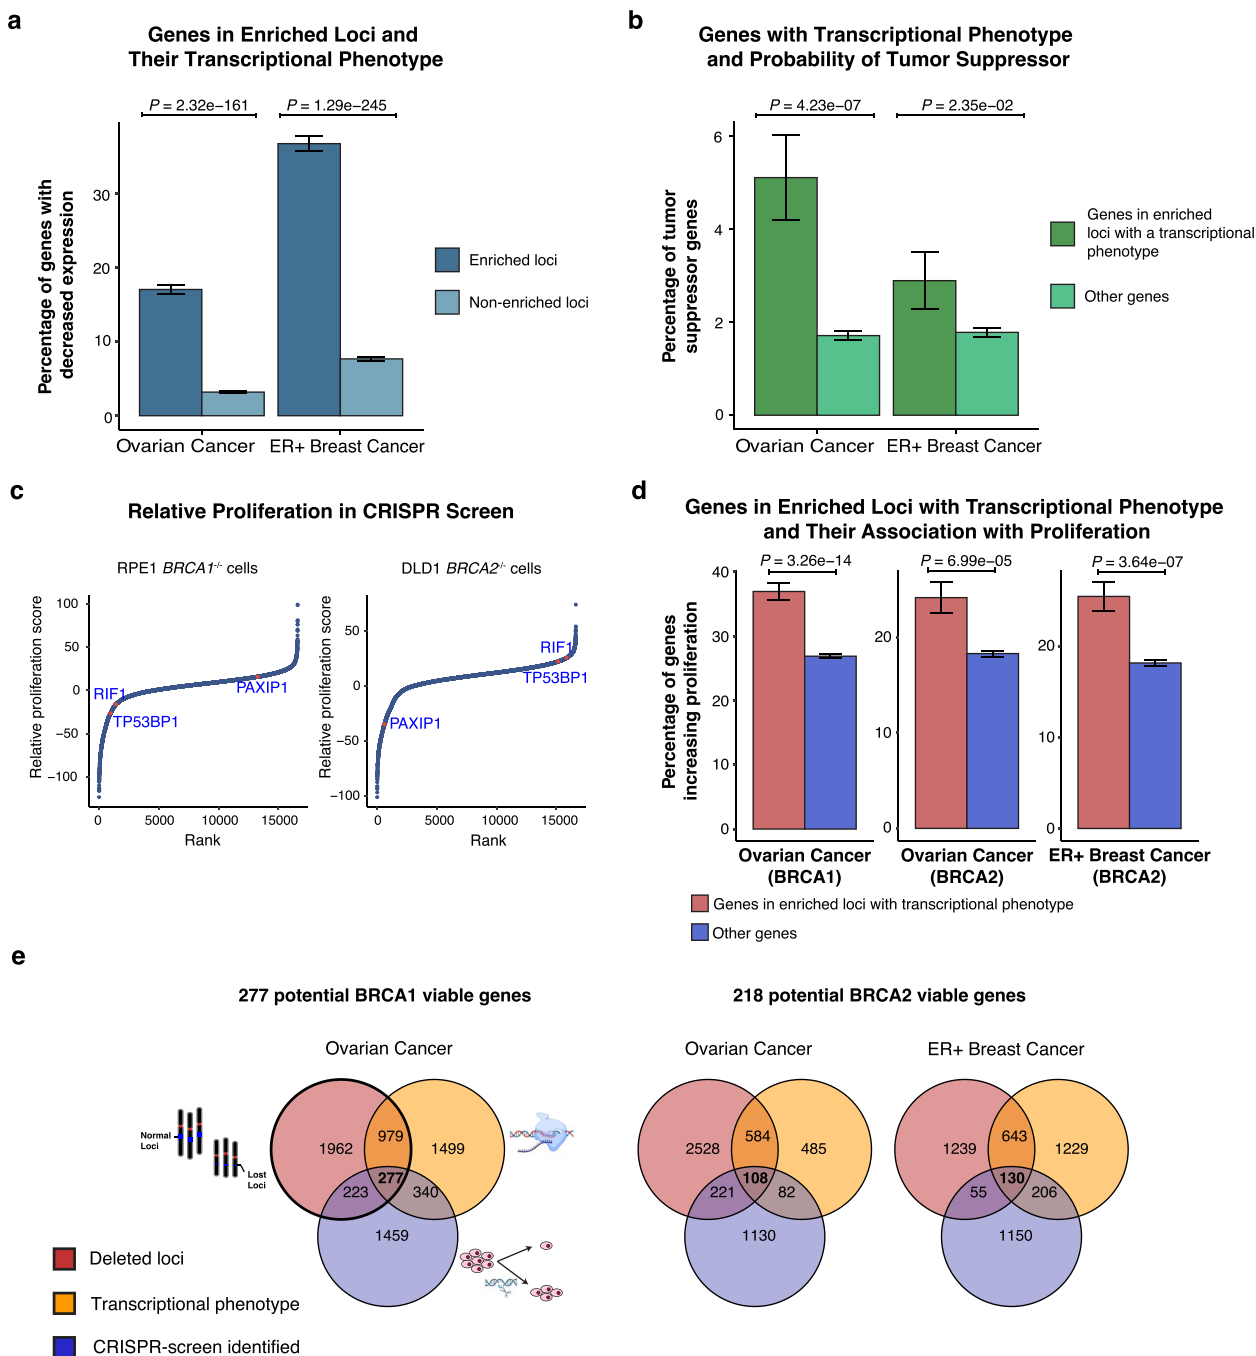 a
Genes in Enriched Loci and
Their Transcriptional Phenotype
P = 2.32e−161
P = 1.29e−245
Percentage of genes with
decreased expression
30
20
10
0
Ovarian Cancer
ER+ Breast Cancer
Enriched loci
Non-enriched loci
b
Genes with Transcriptional Phenotype
and Probability of Tumor Suppressor
P = 4.23e−07
P = 2.35e−02
Percentage of tumor
suppressor genes
6
4
2
0
Ovarian Cancer
ER+ Breast Cancer
Genes in enriched
loci with a transcriptional
phenotype
Other genes
c
Relative Proliferation in CRISPR Screen
RPE1 BRCA1-/- cells
Relative proliferation score
100
50
0
−50
−100
RIF1
TP53BP1
PAXIP1
0
5000
10000
15000
Rank
DLD1 BRCA2-/- cells
Relative proliferation score
50
0
−50
−100
RIF1
TP53BP1
PAXIP1
0
5000
10000
15000
Rank
d
Genes in Enriched Loci with Transcriptional Phenotype
and Their Association with Proliferation
Percentage of genes
increasing proliferation
P = 3.26e−14
40
30
20
10
0
Ovarian Cancer
(BRCA1)
P = 6.99e−05
20
10
0
Ovarian Cancer
(BRCA2)
P = 3.64e−07
20
10
0
ER+ Breast Cancer
(BRCA2)
Genes in enriched loci with transcriptional phenotype
Other genes
e
277 potential BRCA1 viable genes
Ovarian Cancer
Normal
Loci
Lost
Loci
1962
979
1499
277
223
340
1459
218 potential BRCA2 viable genes
Ovarian Cancer
2528
584
485
108
221
82
1130
ER+ Breast Cancer
1239
643
1229
130
55
206
1150
Deleted loci
Transcriptional phenotype
CRISPR-screen identified